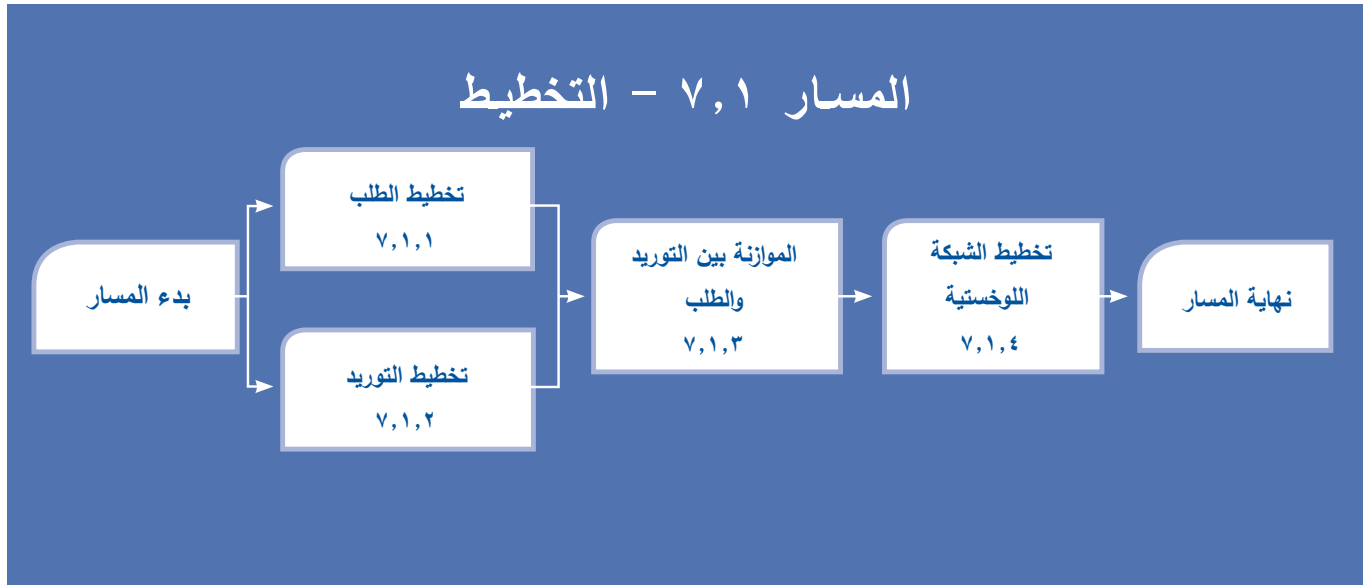 المسار ٧,١ - التخطيط
بدء المسار
تخطيط الطلب
٧,١,١
تخطيط التوريد
٧,١,٢
الموازنة بين التوريد
والطلب
٧,١,٣
تخطيط الشبكة
اللوخستية
٧,١,٤
نهاية المسار